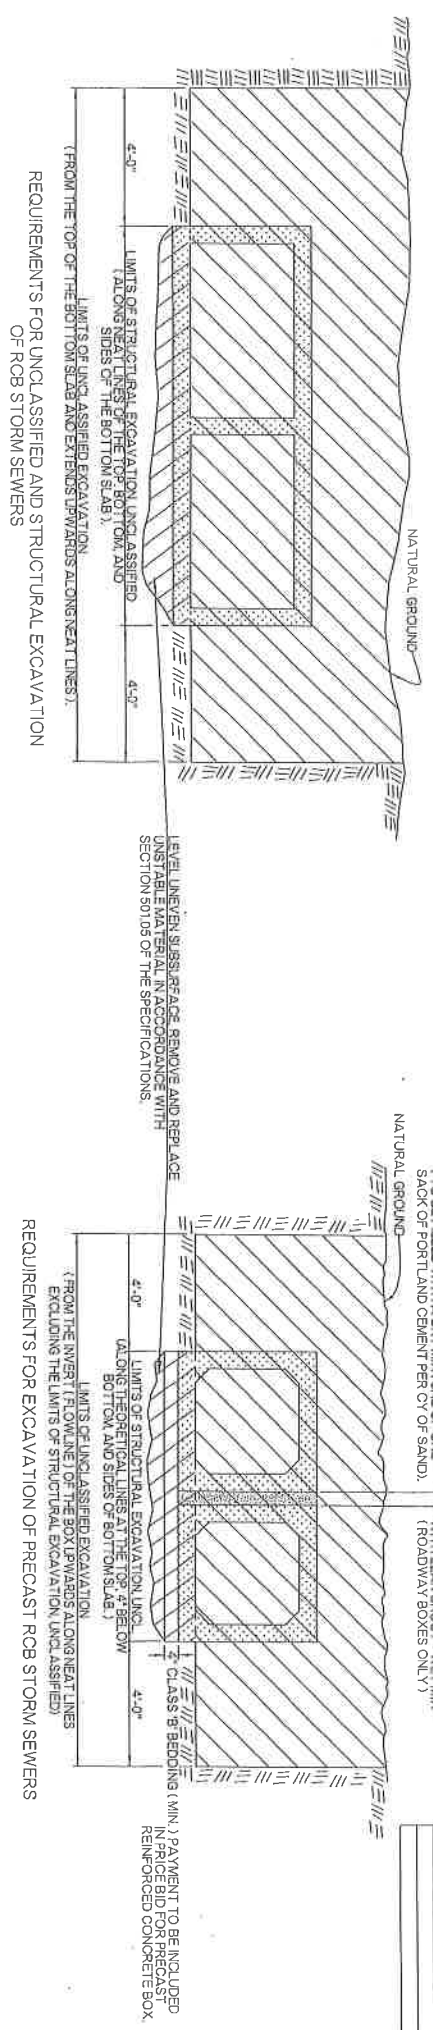 NATURAL GROUND
4'-0"
LIMITS OF STRUCTURAL EXCAVATION, UNCLASSIFIED
(ALONG NEAT LINES OF THE TOP, BOTTOM, AND
SIDES OF THE BOTTOM SLAB).
4'-0"
LIMITS OF UNCLASSIFIED EXCAVATION
(FROM THE TOP OF THE BOTTOM SLAB AND EXTENDS UPWARDS ALONG NEAT LINES).
REQUIREMENTS FOR UNCLASSIFIED AND STRUCTURAL EXCAVATION
OF RCB STORM SEWERS
LEVEL UNEVEN SUBSURFACE, REMOVE AND REPLACE
UNSTABLE MATERIAL IN ACCORDANCE WITH
SECTION 501.05 OF THE SPECIFICATIONS.
SACK OF PORTLAND CEMENT PER CY OF SAND).
(ROADWAY BOXES ONLY)
NATURAL GROUND
4'-0"
LIMITS OF STRUCTURAL EXCAVATION, UNCL.
(ALONG THEORETICAL LINES AT THE TOP, 4" BELOW
BOTTOM, AND SIDES OF BOTTOM SLAB.)
4'-0"
4" CLASS 'B' BEDDING (MIN.) PAYMENT TO BE INCLUDED
IN PRICE BID FOR PRECAST
REINFORCED CONCRETE BOX.
LIMITS OF UNCLASSIFIED EXCAVATION
(FROM THE INVERT (FLOWLINE) OF THE BOX UPWARDS ALONG NEAT LINES
EXCLUDING THE LIMITS OF STRUCTURAL EXCAVATION, UNCLASSIFIED)
REQUIREMENTS FOR EXCAVATION OF PRECAST RCB STORM SEWERS